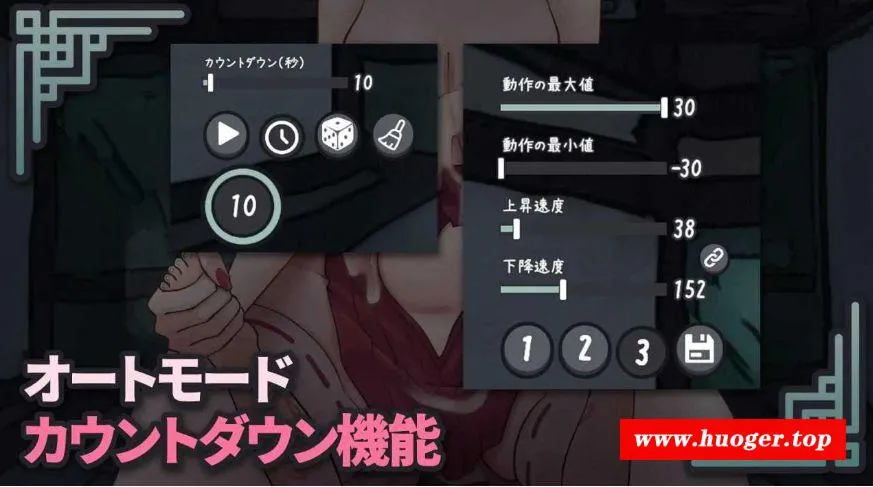 カウントダウン(秒)
10
10
動作の最大値
30
動作の最小値
-30
上昇速度
38
下降速度
152
1 2 3
オートモード
カウントダウン機能
www.huoger.top